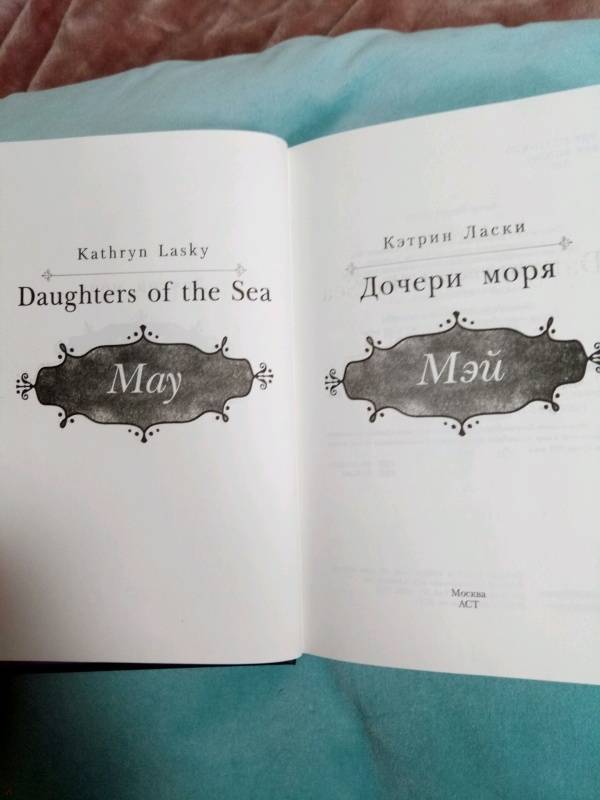 Kathryn Lasky
Daughters of the Sea
May
Кэтрин Ласки
Дочери моря
Мэй
Москва
АСТ